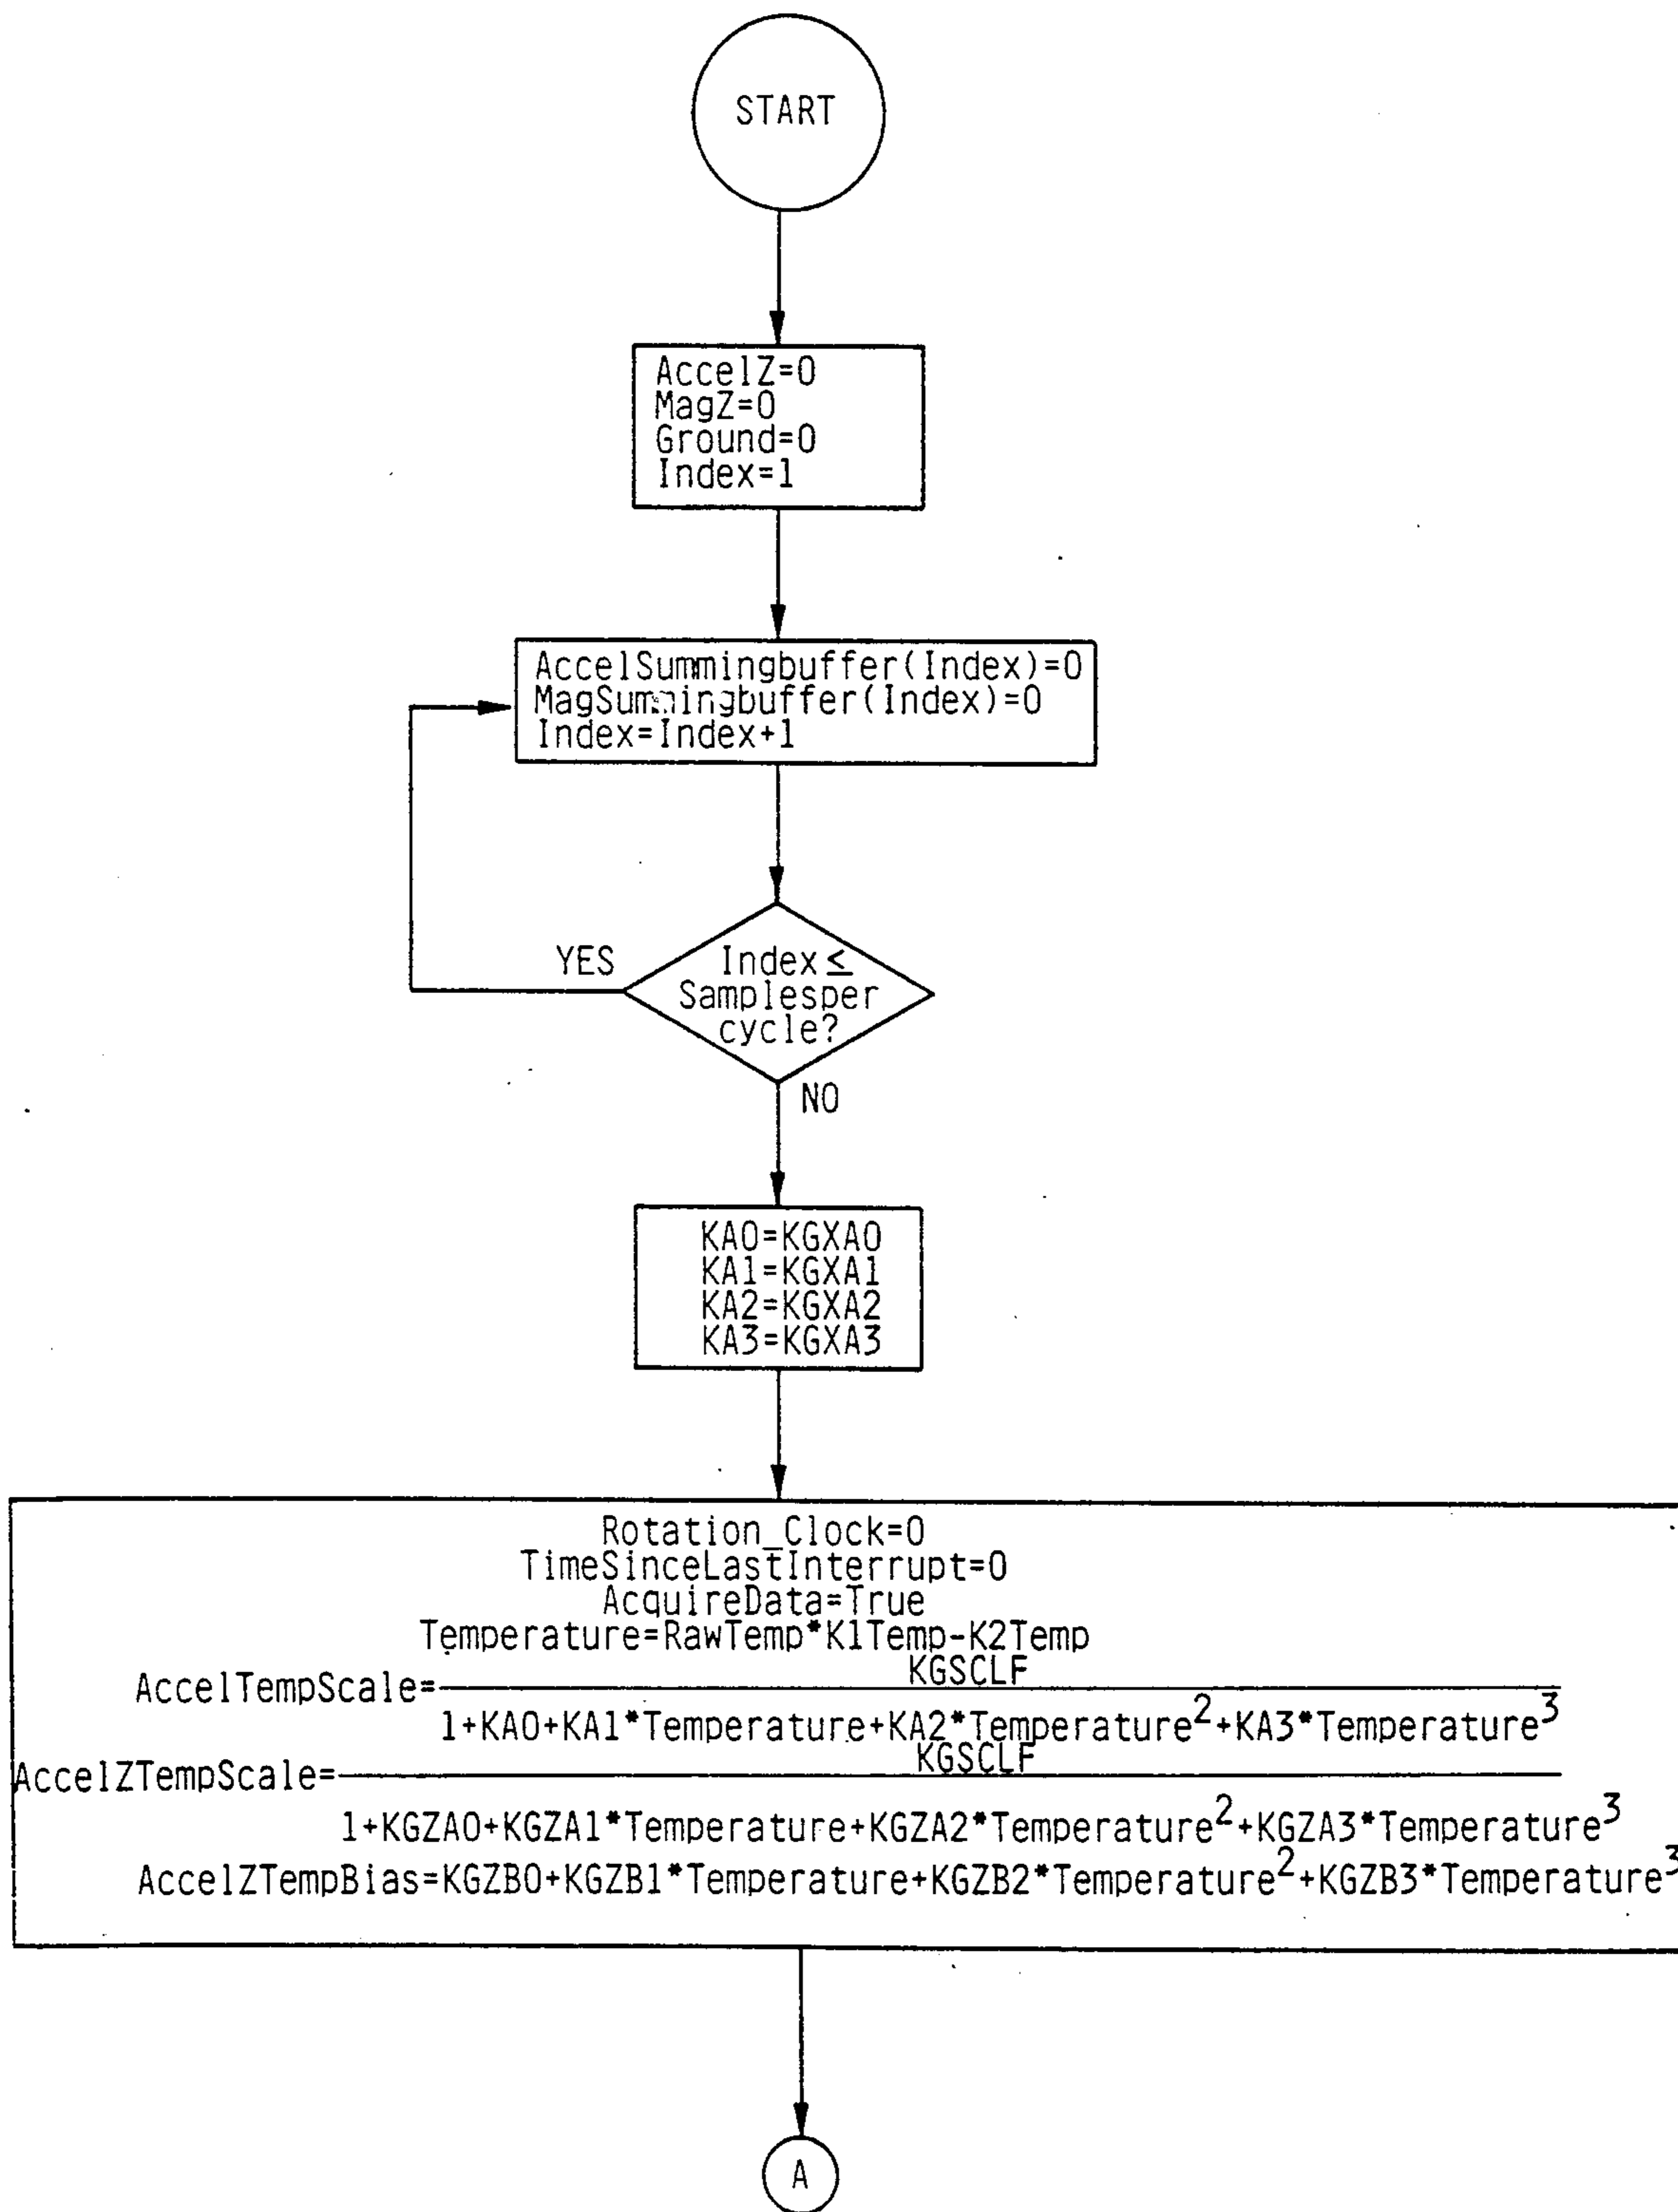 START
AccelZ=0
MagZ=0
Ground=0
Index=1
AccelSummingbuffer(Index)=0
MagSummingbuffer(Index)=0
Index=Index+1
YES
Index≤
Samplesper
cycle?
NO
KA0=KGXA0
KA1=KGXA1
KA2=KGXA2
KA3=KGXA3
Rotation_Clock=0
TimeSinceLastInterrupt=0
AcquireData=True
Temperature=RawTemp*K1Temp-K2Temp
KGSCLF
AccelTempScale=
1+KA0+KA1*Temperature+KA2*Temperature²+KA3*Temperature³
KGSCLF
AccelZTempScale=
1+KGZA0+KGZA1*Temperature+KGZA2*Temperature²+KGZA3*Temperature³
AccelZTempBias=KGZB0+KGZB1*Temperature+KGZB2*Temperature²+KGZB3*Temperature³
A